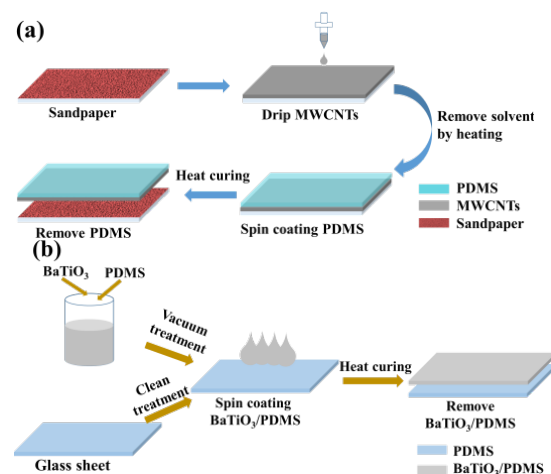 (a)
Sandpaper
Drip MWCNTs
Remove solvent
by heating
Heat curing
Remove PDMS
Spin coating PDMS
PDMS
MWCNTs
Sandpaper
(b)
BaTiO₃
PDMS
Vacuum
treatment
Clean
treatment
Glass sheet
Spin coating
BaTiO₃/PDMS
Heat curing
Remove
BaTiO₃/PDMS
PDMS
BaTiO₃/PDMS